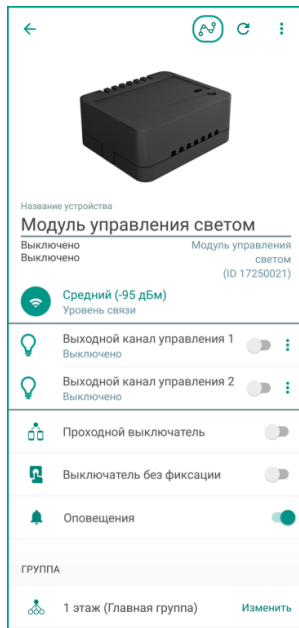 Название устройства
Модуль управления светом
Выключено
Выключено
Модуль управления
светом
(ID 17250021)
Средний (-95 дБм)
Уровень связи
Выходной канал управления 1
Выключено
Выходной канал управления 2
Выключено
Проходной выключатель
Выключатель без фиксации
Оповещения
ГРУППА
1 этаж (Главная группа) Изменить